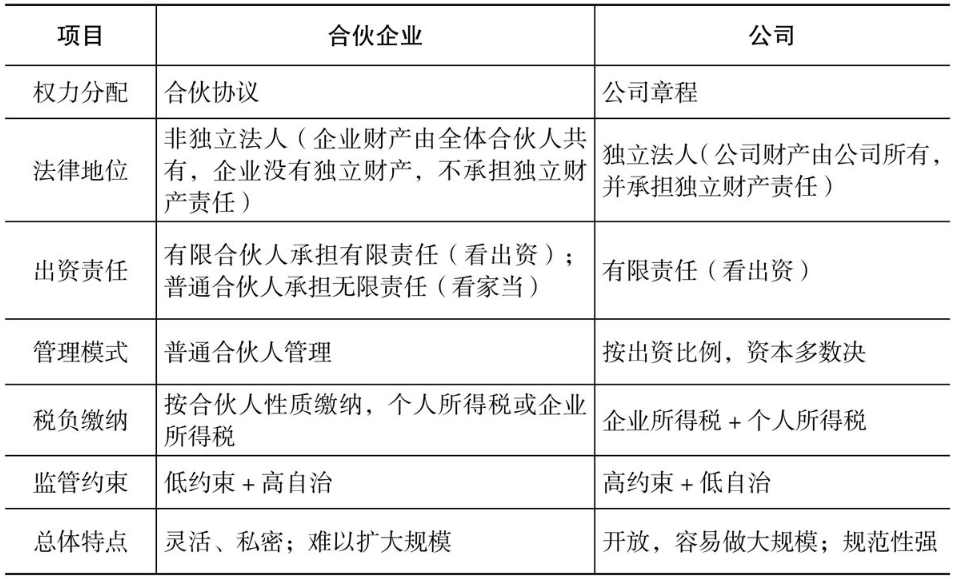 项目 合伙企业 公司
权力分配 合伙协议 公司章程
法律地位
非独立法人（企业财产由全体合伙人共
有，企业没有独立财产，不承担独立财
产责任）
独立法人（公司财产由公司所有，
并承担独立财产责任）
出资责任
有限合伙人承担有限责任（看出资）；
普通合伙人承担无限责任（看家当）
有限责任（看出资）
管理模式 普通合伙人管理 按出资比例，资本多数决
税负缴纳
按合伙人性质缴纳，个人所得税或企业
所得税
企业所得税 + 个人所得税
监管约束 低约束 + 高自治 高约束 + 低自治
总体特点 灵活、私密；难以扩大规模 开放，容易做大规模；规范性强